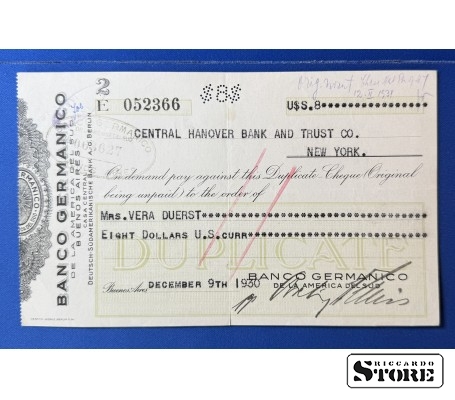 2
E 052366
$8$
U$S.8
CENTRAL HANOVER BANK AND TRUST CO.
NEW YORK.
On demand pay against this Duplicate Cheque (Original
being unpaid) to the order of
Mrs. VERA DUERST
EIGHT DOLLARS U.S.CURR
DUPLICATE
Buenos Aires DECEMBER 9TH 1930
BANCO GERMANICO
DE LA AMERICA DEL SUD
BANCO GERMANICO
DE LA AMERICA DEL SUD
BUENOS AIRES
CASA CENTRAL
DEUTSCH-SÜDAMERIKANISCHE BANK A.G. BERLIN
RICCARDO
STORE